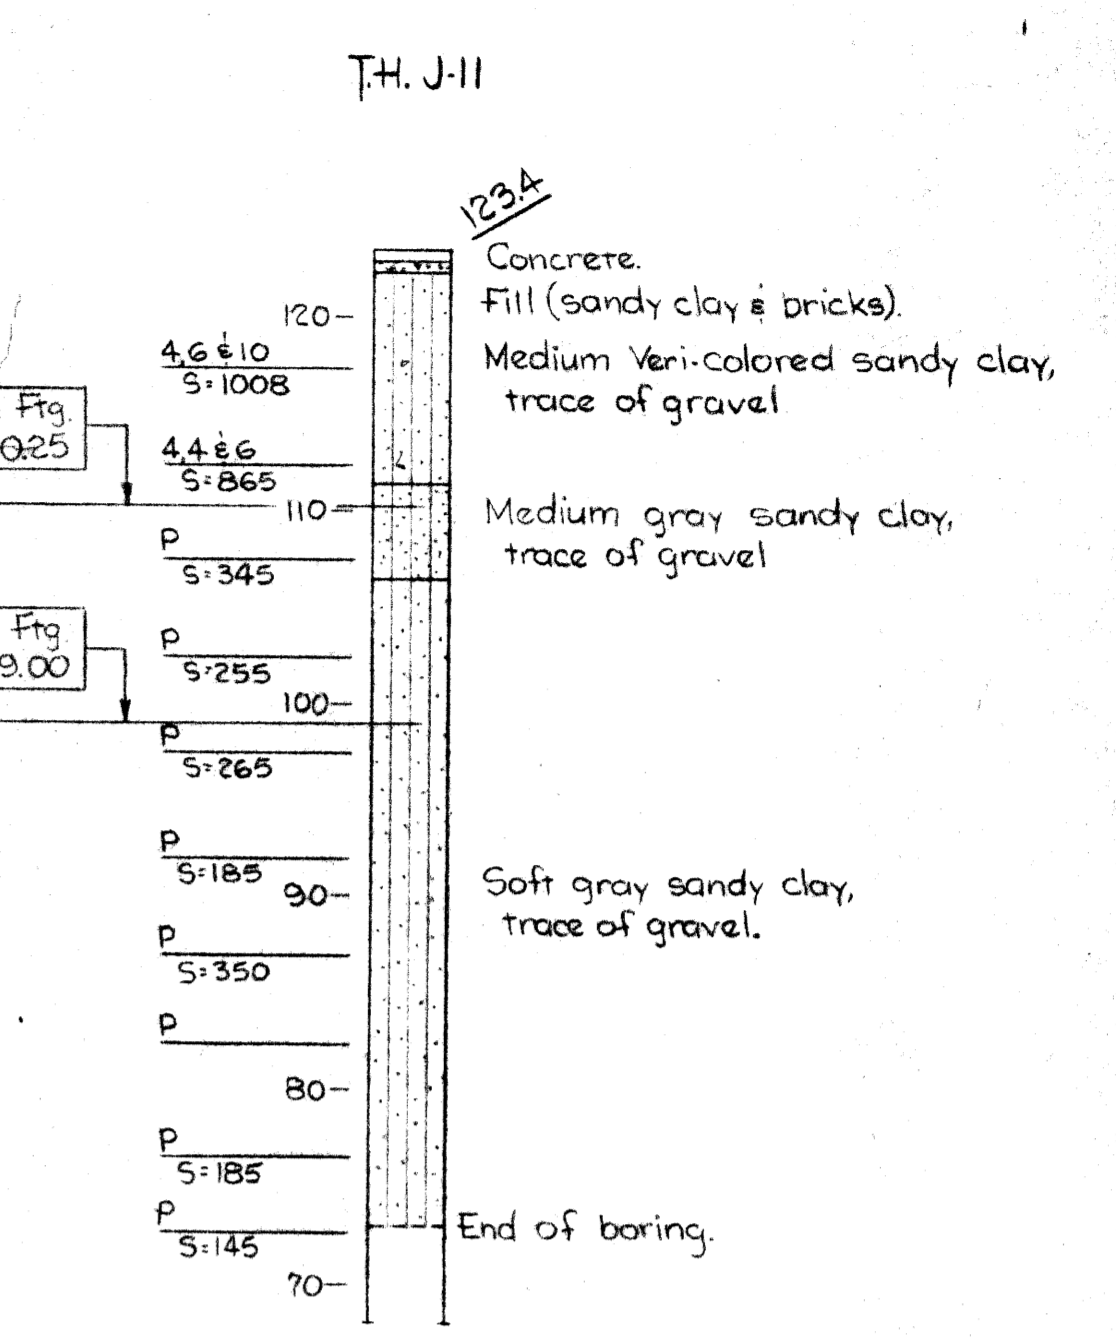 T.H. J-11
123.4
Concrete.
Fill (sandy clay & bricks).
120
4,6 & 10
S=1008
Medium Veri-colored sandy clay,
trace of gravel
Ftg.
0.25
4,4 & 6
S=865
110
Medium gray sandy clay,
trace of gravel
P
S=345
Ftg
9.00
P
S=255
100
P
S=265
P
S=185
90
Soft gray sandy clay,
trace of gravel.
P
S=350
P
80
P
S=185
P
S=145
End of boring.
70